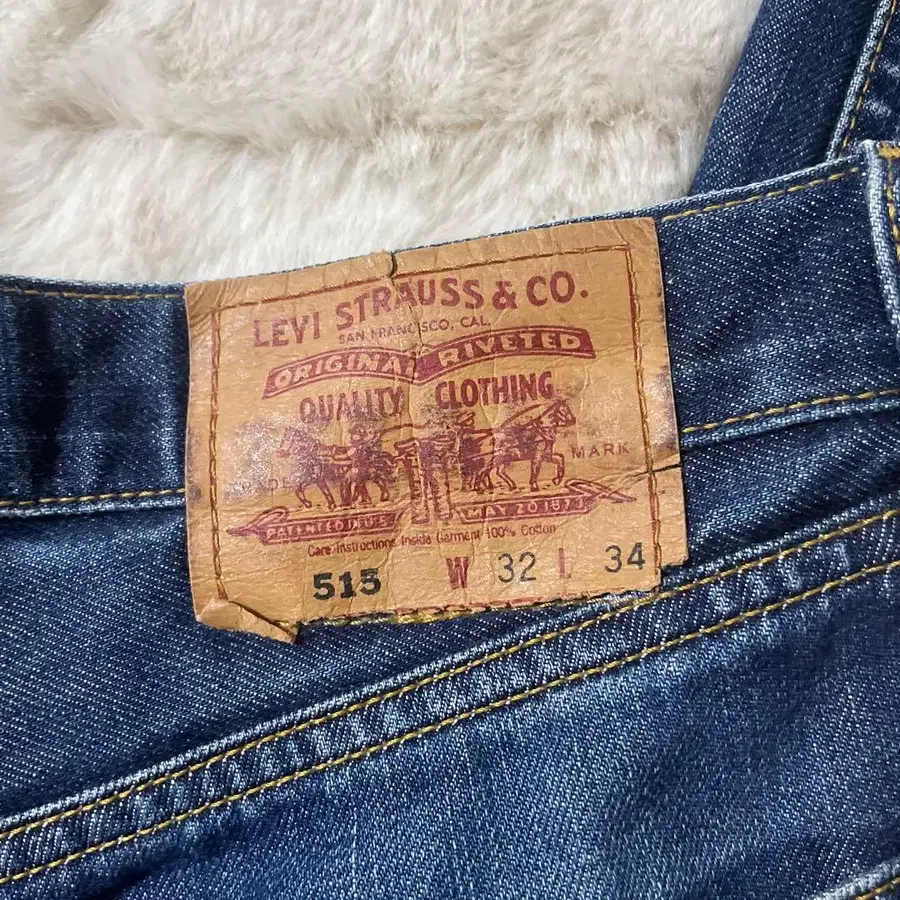 LEVI STRAUSS & CO.
SAN FRANCISCO, CAL.
ORIGINAL RIVETED
QUALITY CLOTHING
MARK
PATENTED IN U.S. MAY 20 1873
Care Instructions Inside Garment 100% Cotton
515 W 32 L 34